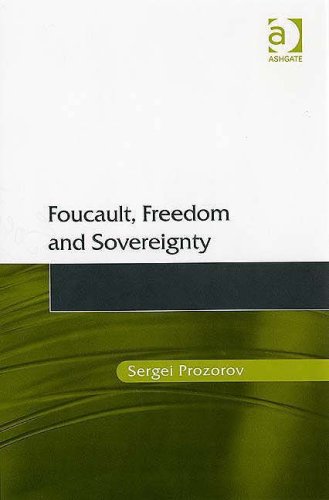 a
ASHGATE
Foucault, Freedom
and Sovereignty
Sergei Prozorov